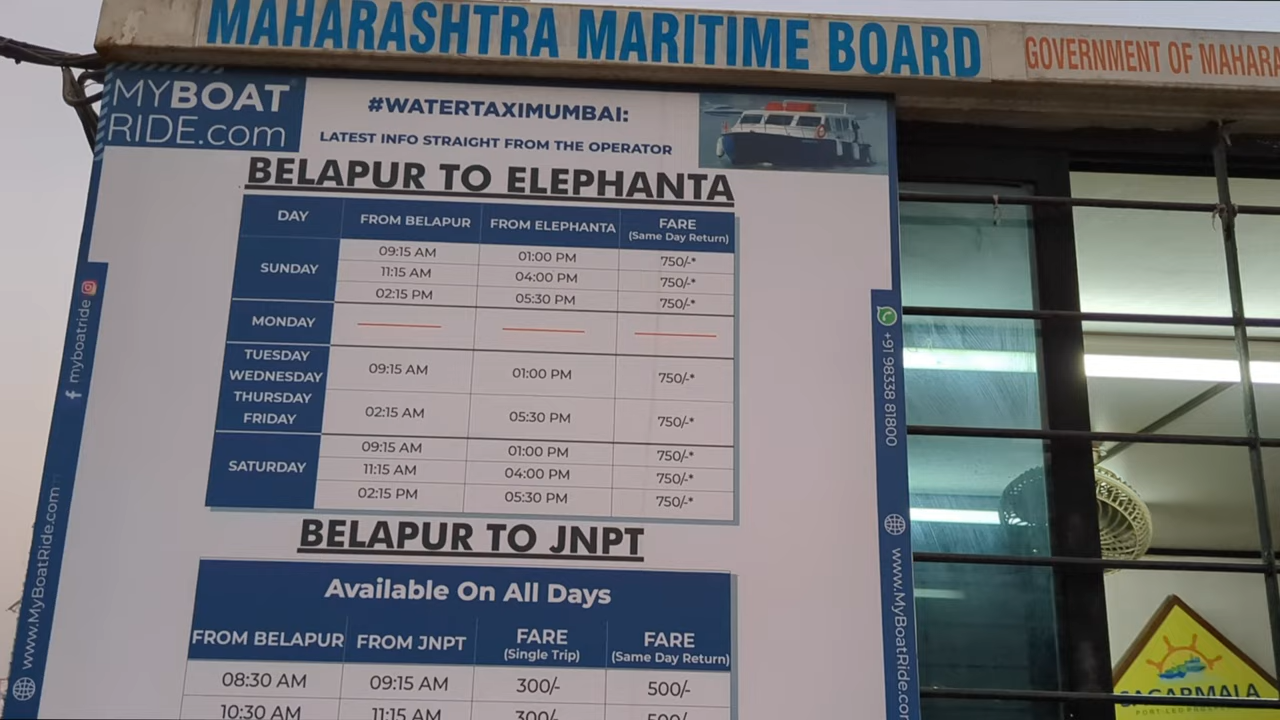 MAHARASHTRA MARITIME BOARD
GOVERNMENT OF MAHARA
MYBOAT
RIDE.com
#WATERTAXIMUMBAI:
LATEST INFO STRAIGHT FROM THE OPERATOR
BELAPUR TO ELEPHANTA
DAY FROM BELAPUR FROM ELEPHANTA FARE
(Same Day Return)
SUNDAY
09:15 AM 01:00 PM 750/-*
11:15 AM 04:00 PM 750/-*
02:15 PM 05:30 PM 750/-*
MONDAY
TUESDAY
WEDNESDAY
THURSDAY
FRIDAY
09:15 AM 01:00 PM 750/-*
02:15 AM 05:30 PM 750/-*
SATURDAY
09:15 AM 01:00 PM 750/-*
11:15 AM 04:00 PM 750/-*
02:15 PM 05:30 PM 750/-*
BELAPUR TO JNPT
Available On All Days
FROM BELAPUR FROM JNPT FARE FARE
(Single Trip) (Same Day Return)
08:30 AM 09:15 AM 300/- 500/-
10:30 AM 11:15 AM 300/- 500/-
myboatride
www.MyBoatRide.com
+91 98338 81800
www.MyBoatRide.com
SAGARMALA